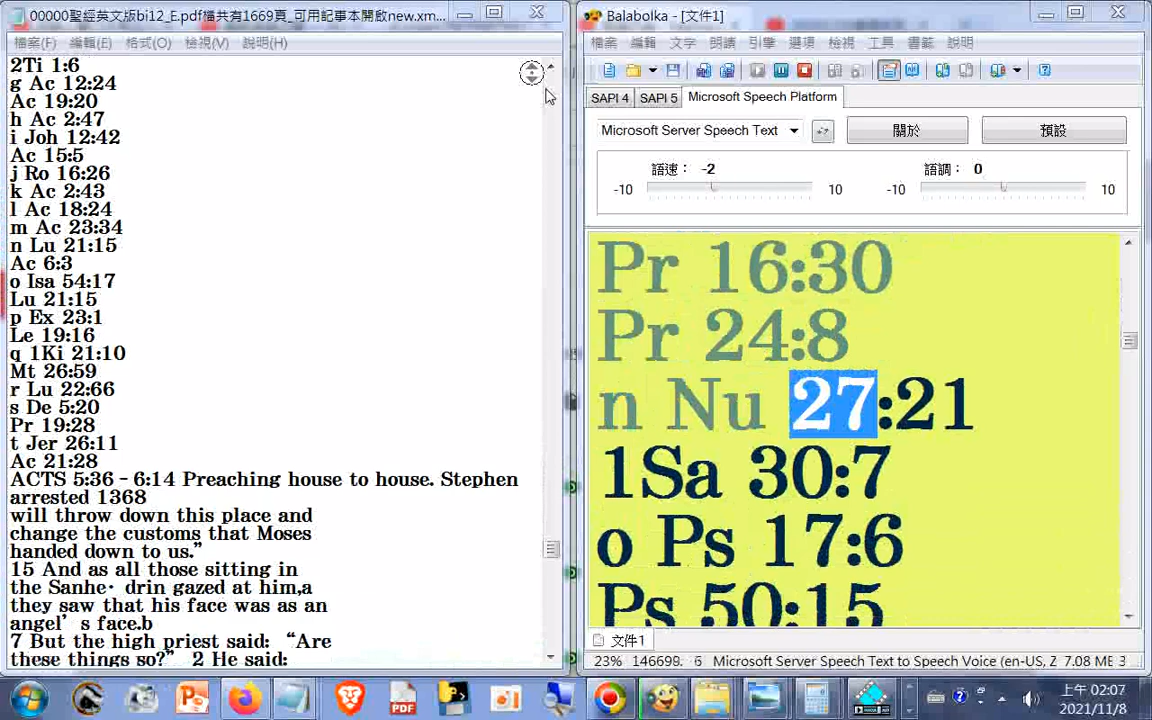 00000聖經英文版bi12_E.pdf檔共有1669頁_可用記事本開啟new.xm...
檔案(F) 編輯(E) 格式(O) 檢視(V) 說明(H)
2Ti 1:6
g Ac 12:24
Ac 19:20
h Ac 2:47
i Joh 12:42
Ac 15:5
j Ro 16:26
k Ac 2:43
l Ac 18:24
m Ac 23:34
n Lu 21:15
Ac 6:3
o Isa 54:17
Lu 21:15
p Ex 23:1
Le 19:16
q 1Ki 21:10
Mt 26:59
r Lu 22:66
s De 5:20
Pr 19:28
t Jer 26:11
Ac 21:28
ACTS 5:36–6:14 Preaching house to house. Stephen
arrested 1368
will throw down this place and
change the customs that Moses
handed down to us.”
15 And as all those sitting in
the Sanhe· drin gazed at him,a
they saw that his face was as an
angel’s face.b
7 But the high priest said: “Are
these things so?” 2 He said:
Balabolka - [文件1]
檔案 編輯 文字 朗讀 引擎 選項 檢視 工具 書籤 說明
SAPI 4 SAPI 5 Microsoft Speech Platform
Microsoft Server Speech Text 關於 預設
語速： -2 語調： 0
-10 10 -10 10
Pr 16:30
Pr 24:8
n Nu 27:21
1Sa 30:7
o Ps 17:6
Ps 50:15
文件1
23% 146698. 6 Microsoft Server Speech Text to Speech Voice (en-US, Z 7.08 ME 3
PDF
上午 02:07
2021/11/8